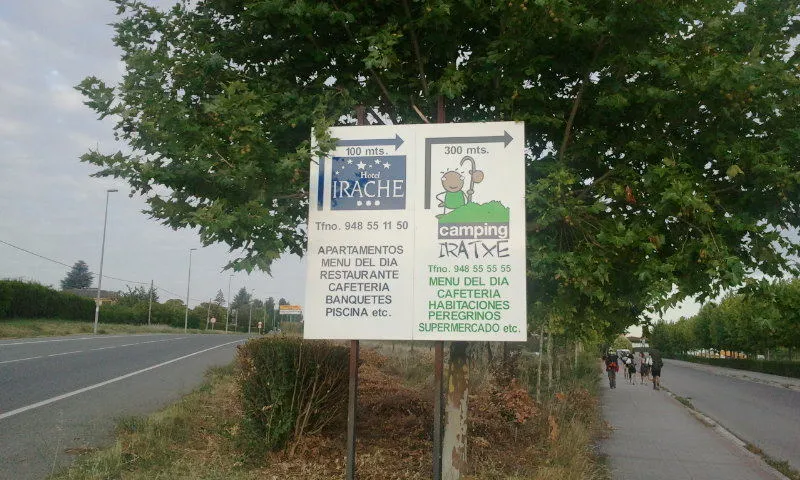 100 mts.
Hotel
IRACHE
Tfno. 948 55 11 50
APARTAMENTOS
MENU DEL DIA
RESTAURANTE
CAFETERIA
BANQUETES
PISCINA etc.
300 mts.
camping
IRATXE
Tfno. 948 55 55 55
MENU DEL DIA
CAFETERIA
HABITACIONES
PEREGRINOS
SUPERMERCADO etc.